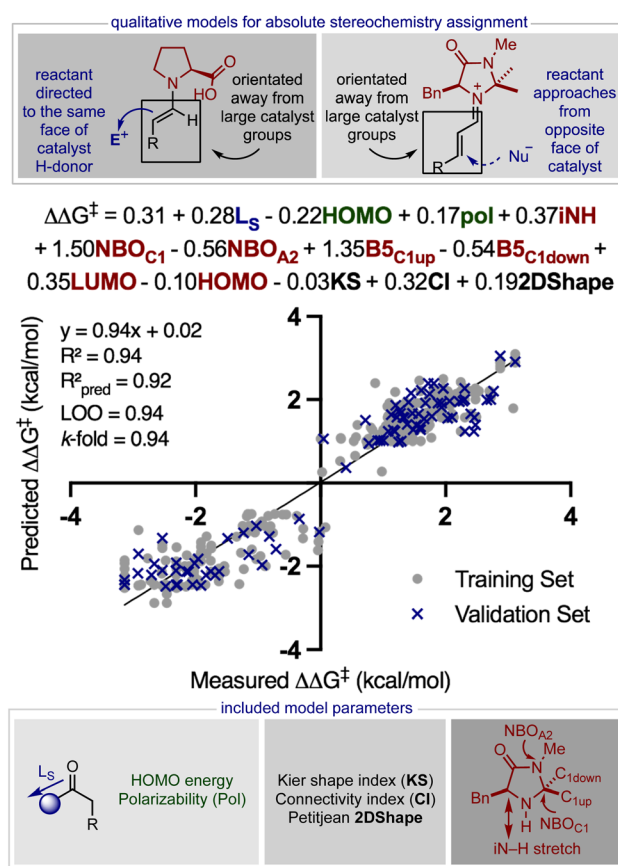 qualitative models for absolute stereochemistry assignment
reactant
directed
to the same
face of
catalyst
H-donor
N
O
HO
H
R
E+
orientated
away from
large catalyst
groups
orientated
away from
large catalyst
groups
O
N
Me
Bn
N
+
R
Nu−
reactant
approaches
from
opposite
face of
catalyst
ΔΔG‡ = 0.31 + 0.28LS - 0.22HOMO + 0.17pol + 0.37iNH
+ 1.50NBOC1 - 0.56NBOA2 + 1.35B5C1up - 0.54B5C1down +
0.35LUMO - 0.10HOMO - 0.03KS + 0.32CI + 0.192DShape
y = 0.94x + 0.02
R² = 0.94
R²pred = 0.92
LOO = 0.94
k-fold = 0.94
Predicted ΔΔG‡ (kcal/mol)
4
2
-2
-4
-4
-2
2
4
Training Set
Validation Set
Measured ΔΔG‡ (kcal/mol)
included model parameters
LS
O
R
HOMO energy
Polarizability (Pol)
Kier shape index (KS)
Connectivity index (CI)
Petitjean 2DShape
NBOA2
O
N
Me
C1down
Bn
N
C1up
H
NBOC1
iN–H stretch